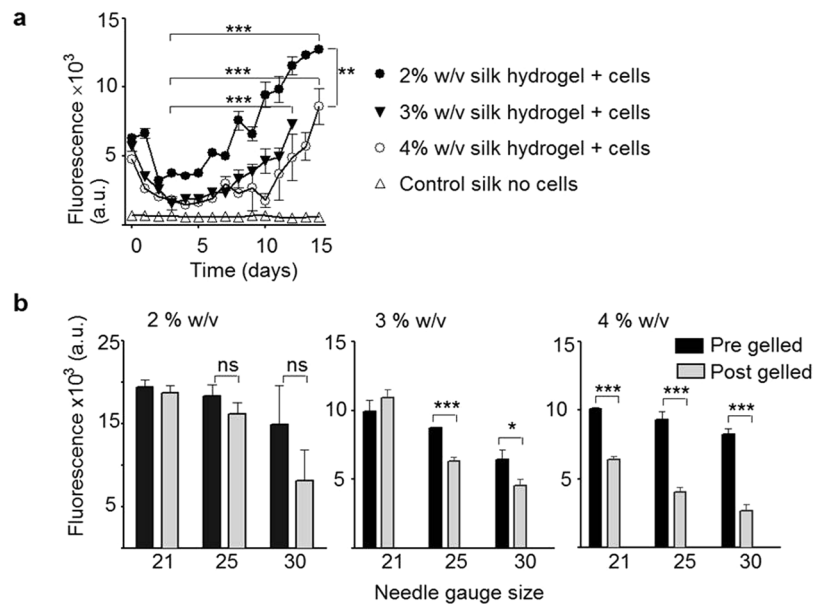 a
***
***
***
**
15
10
5
Fluorescence ×10³
(a.u.)
0 5 10 15
Time (days)
2% w/v silk hydrogel + cells
3% w/v silk hydrogel + cells
4% w/v silk hydrogel + cells
Control silk no cells
b
2 % w/v
25
15
5
Fluorescence x10³ (a.u.)
ns
ns
21 25 30
3 % w/v
15
10
5
***
*
21 25 30
4 % w/v
15
10
5
Pre gelled
Post gelled
***
***
***
21 25 30
Needle gauge size